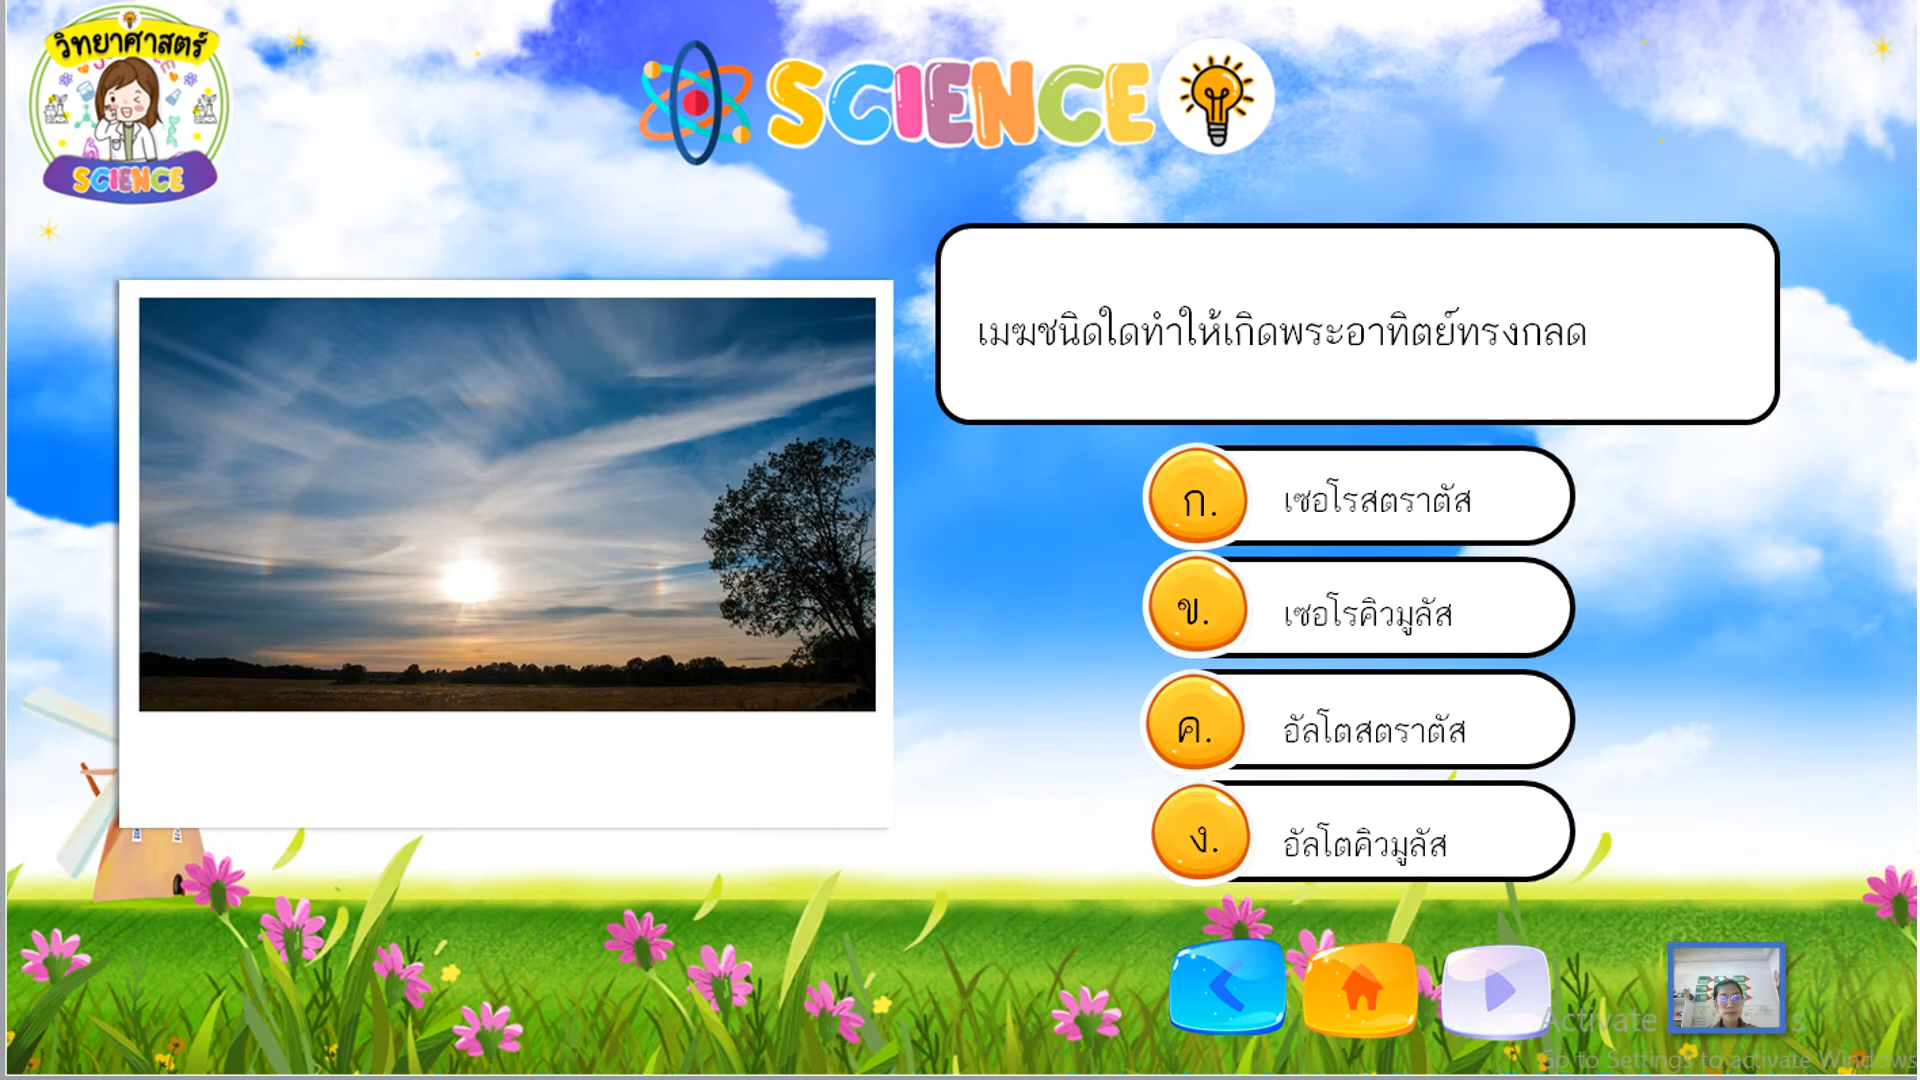 วิทยาศาสตร์
SCIENCE
SCIENCE
เมฆชนิดใดทำให้เกิดพระอาทิตย์ทรงกลด
ก. เซอโรสตราตัส
ข. เซอโรคิวมูลัส
ค. อัลโตสตราตัส
ง. อัลโตคิวมูลัส
Activate
Go to Settings to activate Windows